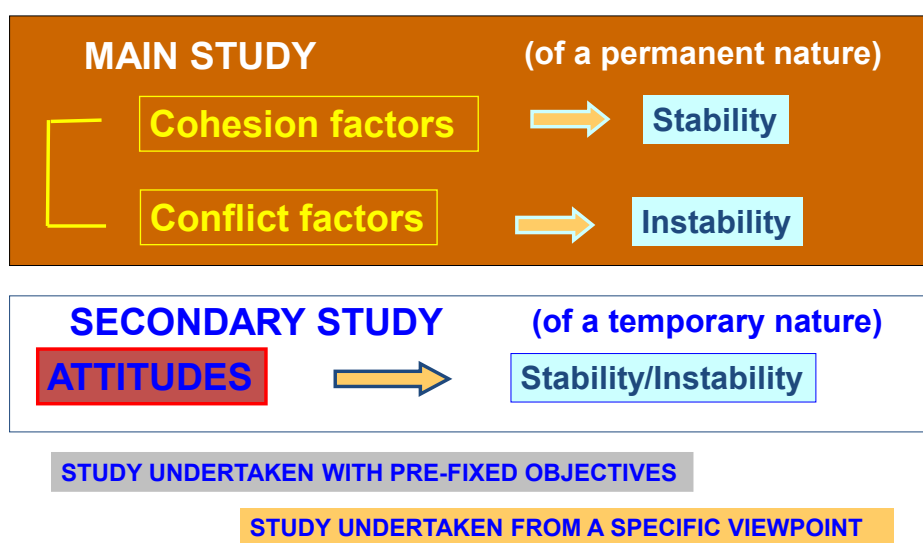 MAIN STUDY (of a permanent nature)
Cohesion factors Stability
Conflict factors Instability
SECONDARY STUDY (of a temporary nature)
ATTITUDES Stability/Instability
STUDY UNDERTAKEN WITH PRE-FIXED OBJECTIVES
STUDY UNDERTAKEN FROM A SPECIFIC VIEWPOINT